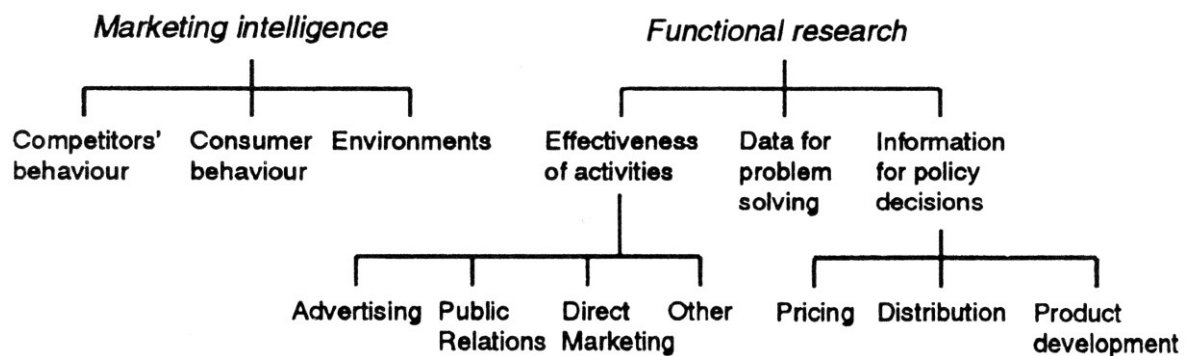 Marketing intelligence
Functional research
Competitors'
behaviour
Consumer
behaviour
Environments
Effectiveness
of activities
Data for
problem
solving
Information
for policy
decisions
Advertising
Public
Relations
Direct
Marketing
Other
Pricing
Distribution
Product
development